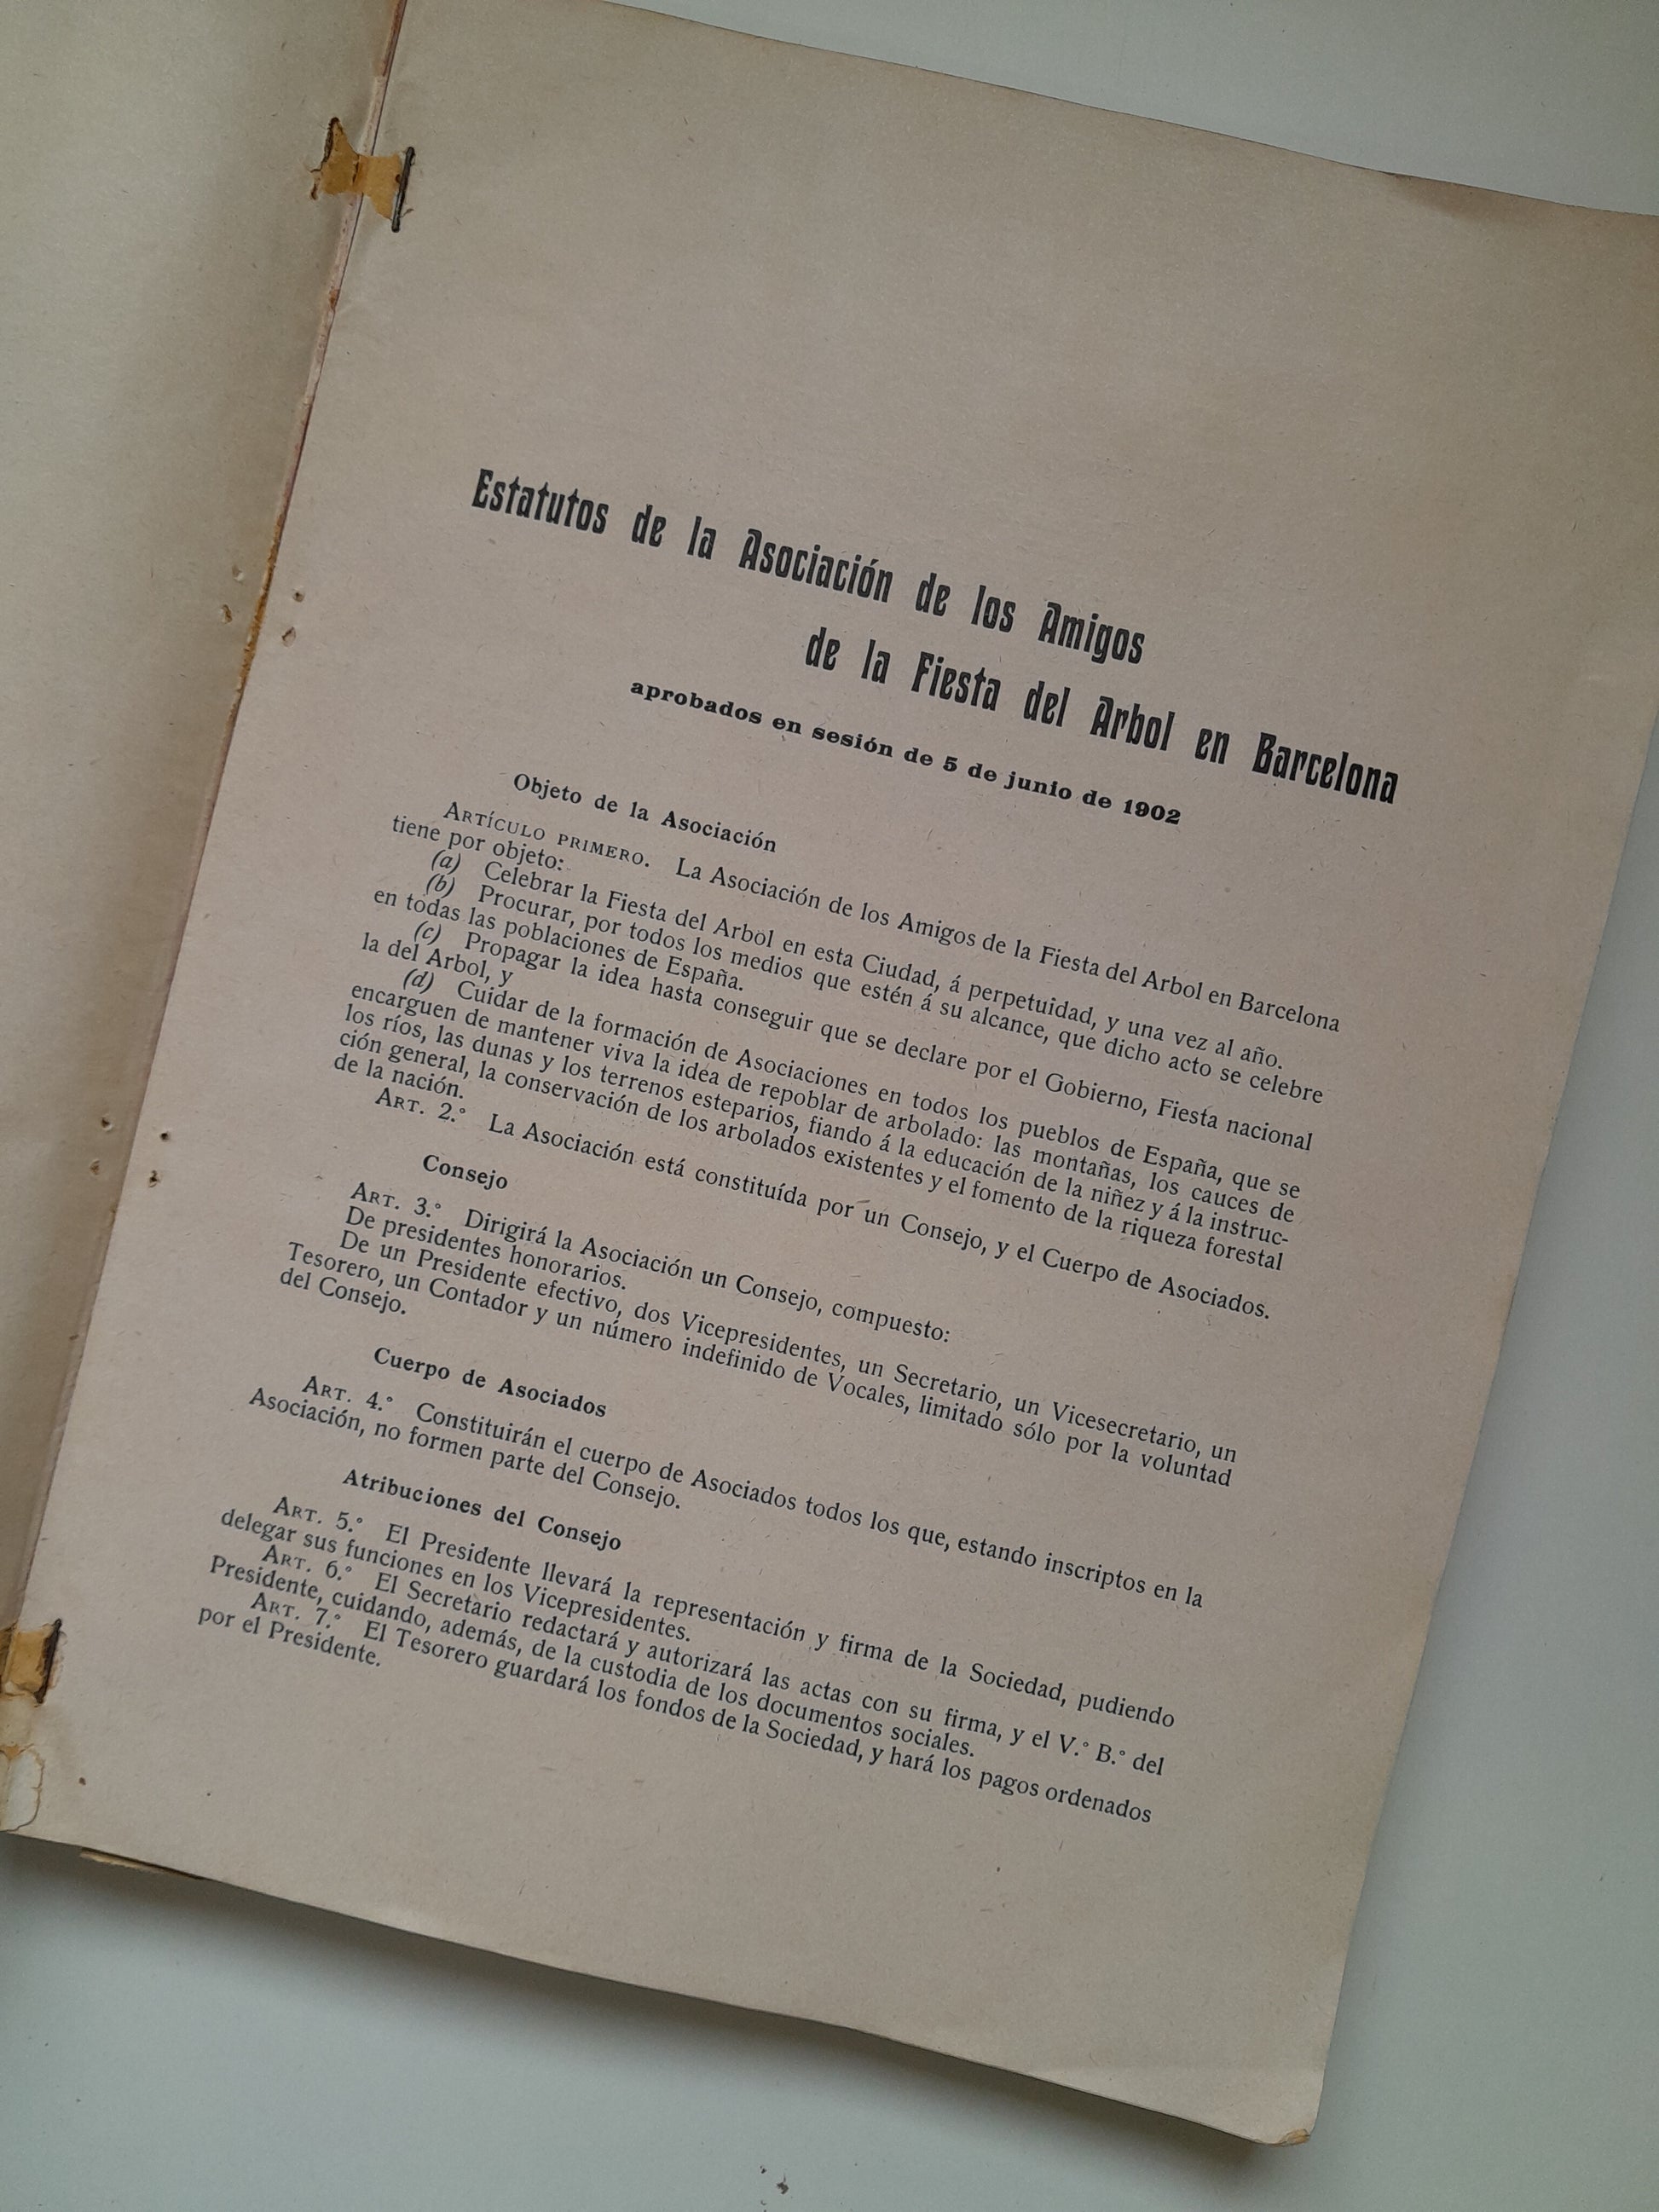 Estatutos de la Asociación de los Amigos
de la Fiesta del Arbol en Barcelona
aprobados en sesión de 5 de junio de 1902
Objeto de la Asociación
ARTÍCULO PRIMERO. La Asociación de los Amigos de la Fiesta del Arbol en Barcelona
tiene por objeto:
(a) Celebrar la Fiesta del Arbol en esta Ciudad, á perpetuidad, y una vez al año.
(b) Procurar, por todos los medios que estén á su alcance, que dicho acto se celebre
en todas las poblaciones de España.
(c) Propagar la idea hasta conseguir que se declare por el Gobierno, Fiesta nacional
la del Arbol, y
(d) Cuidar de la formación de Asociaciones en todos los pueblos de España, que se
encarguen de mantener viva la idea de repoblar de arbolado: las montañas, los cauces de
los ríos, las dunas y los terrenos esteparios, fiando á la educación de la niñez y á la instruc-
ción general, la conservación de los arbolados existentes y el fomento de la riqueza forestal
de la nación.
ART. 2.° La Asociación está constituída por un Consejo, y el Cuerpo de Asociados.
Consejo
ART. 3.° Dirigirá la Asociación un Consejo, compuesto:
De presidentes honorarios.
De un Presidente efectivo, dos Vicepresidentes, un Secretario, un Vicesecretario, un
Tesorero, un Contador y un número indefinido de Vocales, limitado sólo por la voluntad
del Consejo.
Cuerpo de Asociados
ART. 4.° Constituirán el cuerpo de Asociados todos los que, estando inscriptos en la
Asociación, no formen parte del Consejo.
Atribuciones del Consejo
ART. 5.° El Presidente llevará la representación y firma de la Sociedad, pudiendo
delegar sus funciones en los Vicepresidentes.
ART. 6.° El Secretario redactará y autorizará las actas con su firma, y el V.° B.° del
Presidente, cuidando, además, de la custodia de los documentos sociales.
ART. 7.° El Tesorero guardará los fondos de la Sociedad, y hará los pagos ordenados
por el Presidente.